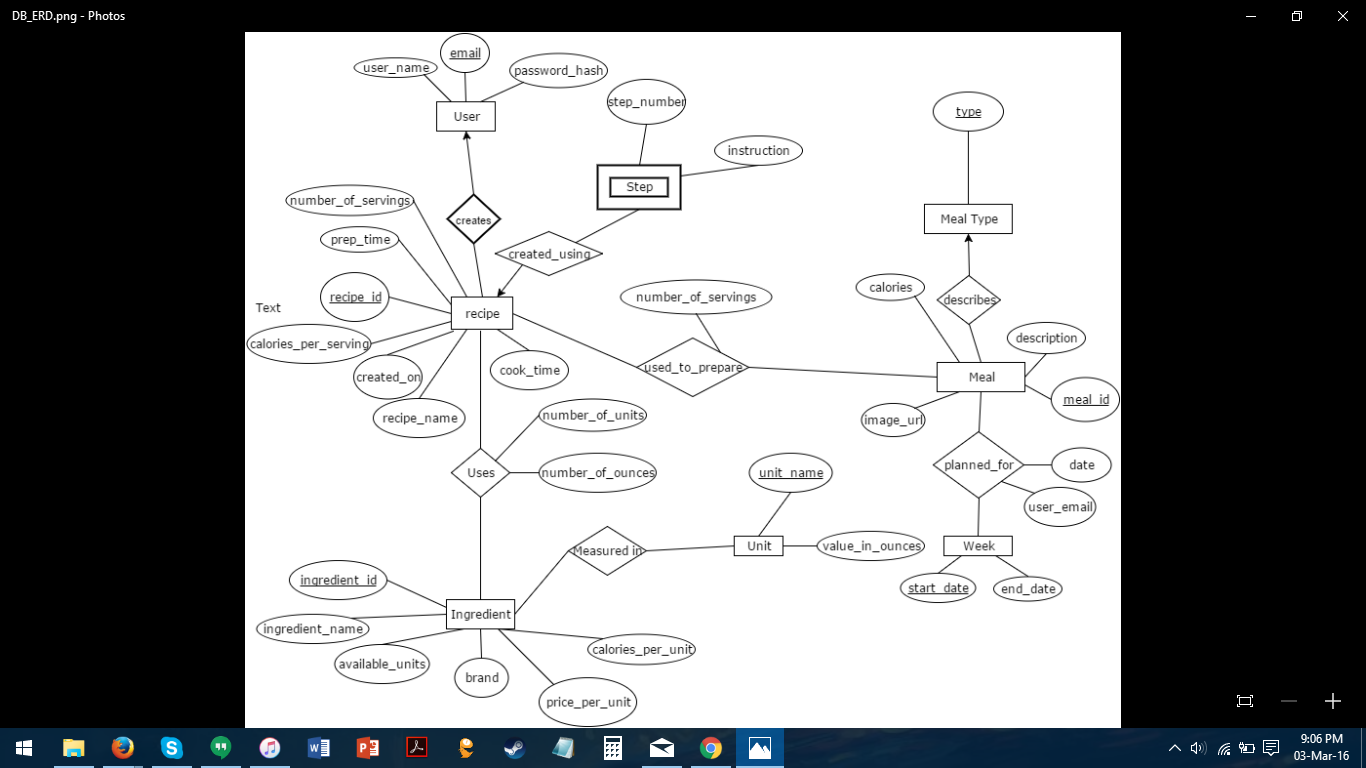 DB_ERD.png - Photos
email
user_name
password_hash
User
step_number
type
instruction
Step
number_of_servings
creates
Meal Type
prep_time
created_using
recipe_id
calories
number_of_servings
describes
Text
recipe
calories_per_serving
description
created_on
cook_time
used_to_prepare
Meal
meal_id
recipe_name
number_of_units
image_url
Uses
number_of_ounces
unit_name
planned_for
date
user_email
Measured in
Unit
value_in_ounces
Week
ingredient_id
start_date
end_date
Ingredient
ingredient_name
calories_per_unit
available_units
brand
price_per_unit
9:06 PM
03-Mar-16